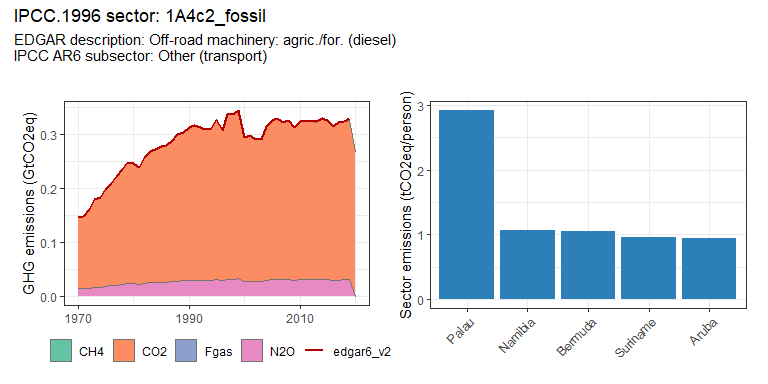 IPCC.1996 sector: 1A4c2_fossil
EDGAR description: Off-road machinery: agric./for. (diesel)
IPCC AR6 subsector: Other (transport)
GHG emissions (GtCO2eq)
0.3
0.2
0.1
0.0
1970
1990
2010
CH4
CO2
Fgas
N2O
edgar6_v2
Sector emissions (tCO2eq/person)
3
2
1
0
Palau
Namibia
Bermuda
Suriname
Aruba